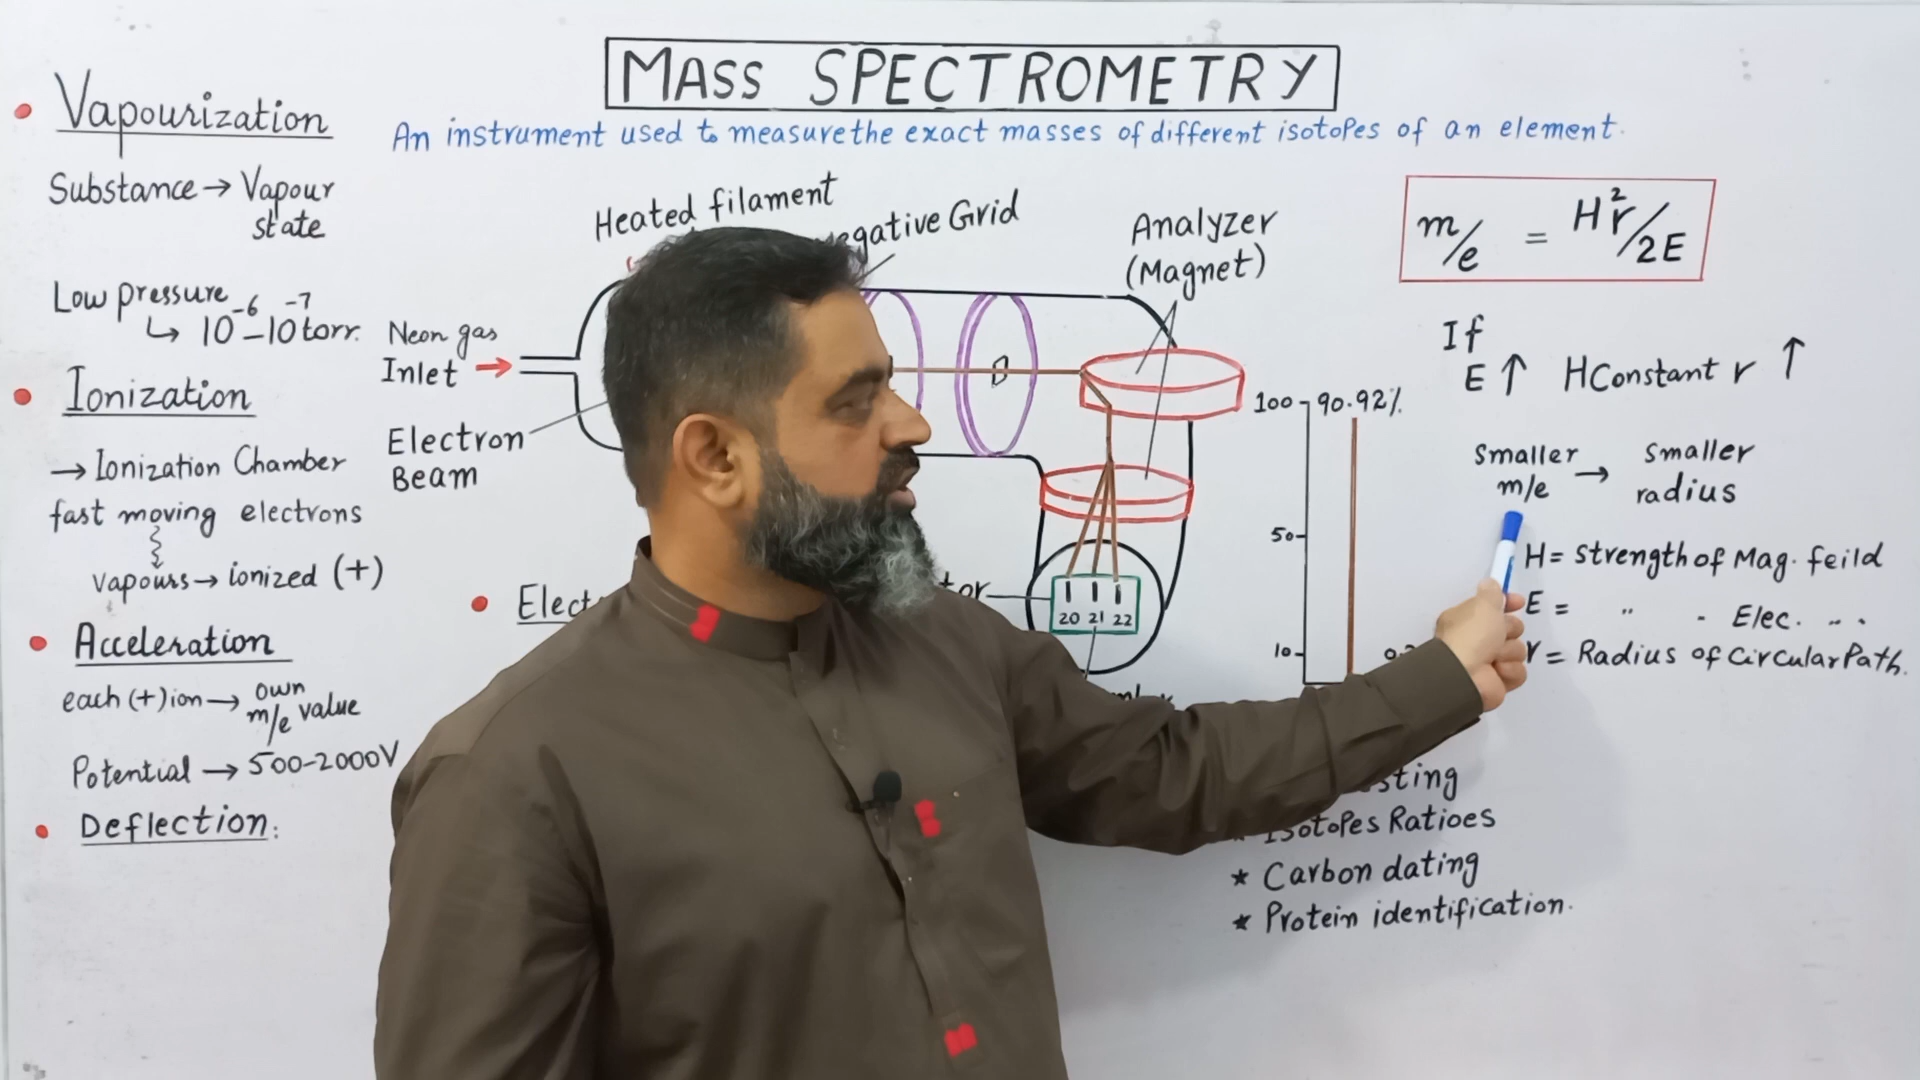 MASS SPECTROMETRY
An instrument used to measure the exact masses of different isotopes of an element.
Vapourization
Substance → Vapour
state
Low pressure
↳ 10⁻⁶–10⁻⁷ torr.
Ionization
→ Ionization Chamber
fast moving electrons
vapours → ionized (+)
Acceleration
each (+) ion → own
m/e value
Potential → 500-2000V
Deflection:
Heated filament
Grid
Analyzer
(Magnet)
Neon gas
Inlet →
Electron
Beam
20 21 22
100
90.92%
50
10
m/e = H²r/2E
If
E ↑ H Constant r ↑
Smaller → Smaller
m/e radius
H = Strength of Mag. feild
E = " - Elec. " .
r = Radius of Circular Path.
Isotopes Ratioes
* Carbon dating
* Protein identification.